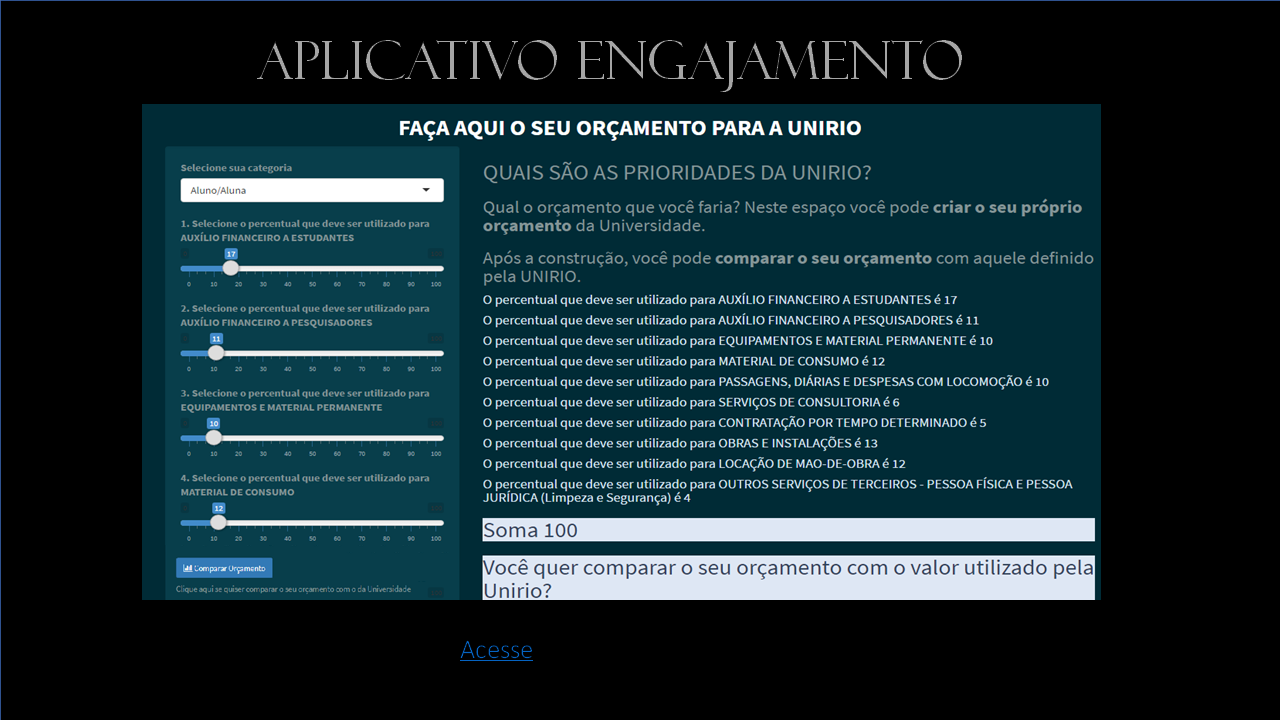 APLICATIVO ENGAJAMENTO
FAÇA AQUI O SEU ORÇAMENTO PARA A UNIRIO
Selecione sua categoria
Aluno/Aluna
1. Selecione o percentual que deve ser utilizado para
AUXÍLIO FINANCEIRO A ESTUDANTES
17
0 10 20 30 40 50 60 70 80 90 100
2. Selecione o percentual que deve ser utilizado para
AUXÍLIO FINANCEIRO A PESQUISADORES
11
0 10 20 30 40 50 60 70 80 90 100
3. Selecione o percentual que deve ser utilizado para
EQUIPAMENTOS E MATERIAL PERMANENTE
10
0 10 20 30 40 50 60 70 80 90 100
4. Selecione o percentual que deve ser utilizado para
MATERIAL DE CONSUMO
12
0 10 20 30 40 50 60 70 80 90 100
Comparar Orçamento
Clique aqui se quiser comparar o seu orçamento com o da Universidade
QUAIS SÃO AS PRIORIDADES DA UNIRIO?
Qual o orçamento que você faria? Neste espaço você pode criar o seu próprio
orçamento da Universidade.
Após a construção, você pode comparar o seu orçamento com aquele definido
pela UNIRIO.
O percentual que deve ser utilizado para AUXÍLIO FINANCEIRO A ESTUDANTES é 17
O percentual que deve ser utilizado para AUXÍLIO FINANCEIRO A PESQUISADORES é 11
O percentual que deve ser utilizado para EQUIPAMENTOS E MATERIAL PERMANENTE é 10
O percentual que deve ser utilizado para MATERIAL DE CONSUMO é 12
O percentual que deve ser utilizado para PASSAGENS, DIÁRIAS E DESPESAS COM LOCOMOÇÃO é 10
O percentual que deve ser utilizado para SERVIÇOS DE CONSULTORIA é 6
O percentual que deve ser utilizado para CONTRATAÇÃO POR TEMPO DETERMINADO é 5
O percentual que deve ser utilizado para OBRAS E INSTALAÇÕES é 13
O percentual que deve ser utilizado para LOCAÇÃO DE MAO-DE-OBRA é 12
O percentual que deve ser utilizado para OUTROS SERVIÇOS DE TERCEIROS - PESSOA FÍSICA E PESSOA
JURÍDICA (Limpeza e Segurança) é 4
Soma 100
Você quer comparar o seu orçamento com o valor utilizado pela
Unirio?
Acesse